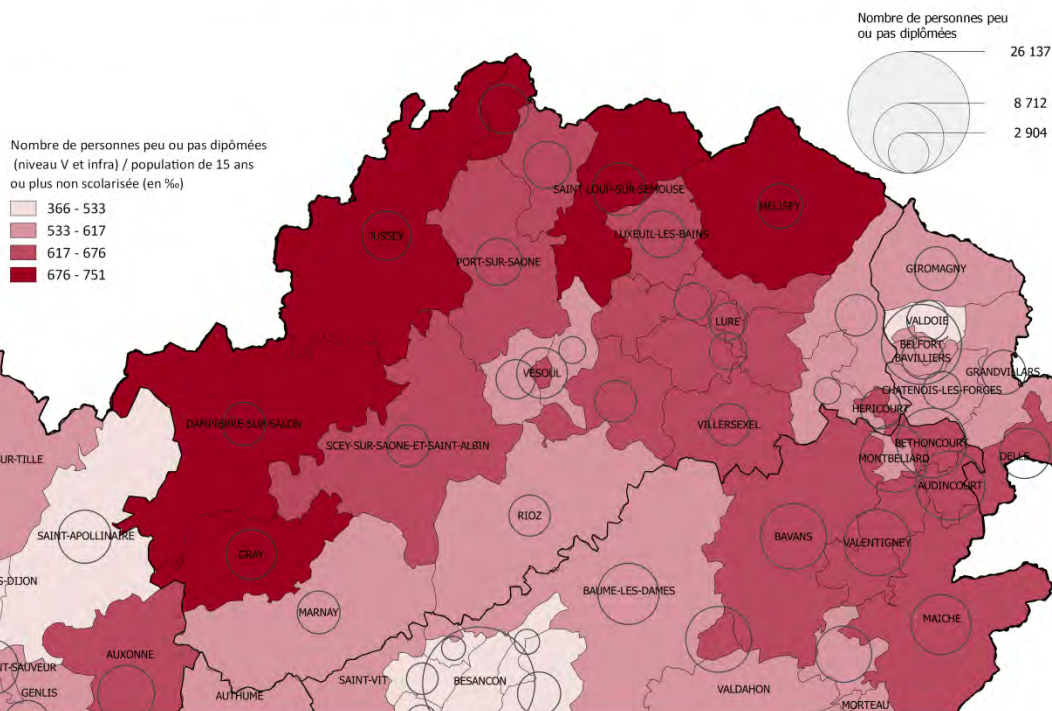 Nombre de personnes peu
ou pas diplômées
26 137
8 712
2 904
Nombre de personnes peu ou pas dipômées
(niveau V et infra) / population de 15 ans
ou plus non scolarisée (en ‰)
366 - 533
533 - 617
617 - 676
676 - 751
SAINT-LOUP-SUR-SEMOUSE
MELISEY
JUSSEY
LUXEUIL-LES-BAINS
PORT-SUR-SAONE
GIROMAGNY
LURE
VALDOIE
BELFORT
BAVILLIERS
VESOUL
GRANDVILLARS
CHATENOIS-LES-FORGES
HERICOURT
DAMPIERRE-SUR-SALON
VILLERSEXEL
SCEY-SUR-SAONE-ET-SAINT-ALBIN
BETHONCOURT
SUR-TILLE
MONTBELIARD
DELLE
AUDINCOURT
RIOZ
SAINT-APOLLINAIRE
BAVANS
VALENTIGNEY
GRAY
S-DIJON
BAUME-LES-DAMES
MARNAY
MAICHE
AUXONNE
NT-SAUVEUR
SAINT-VIT
BESANCON
VALDAHON
GENLIS
AUTHUME
MORTEAU